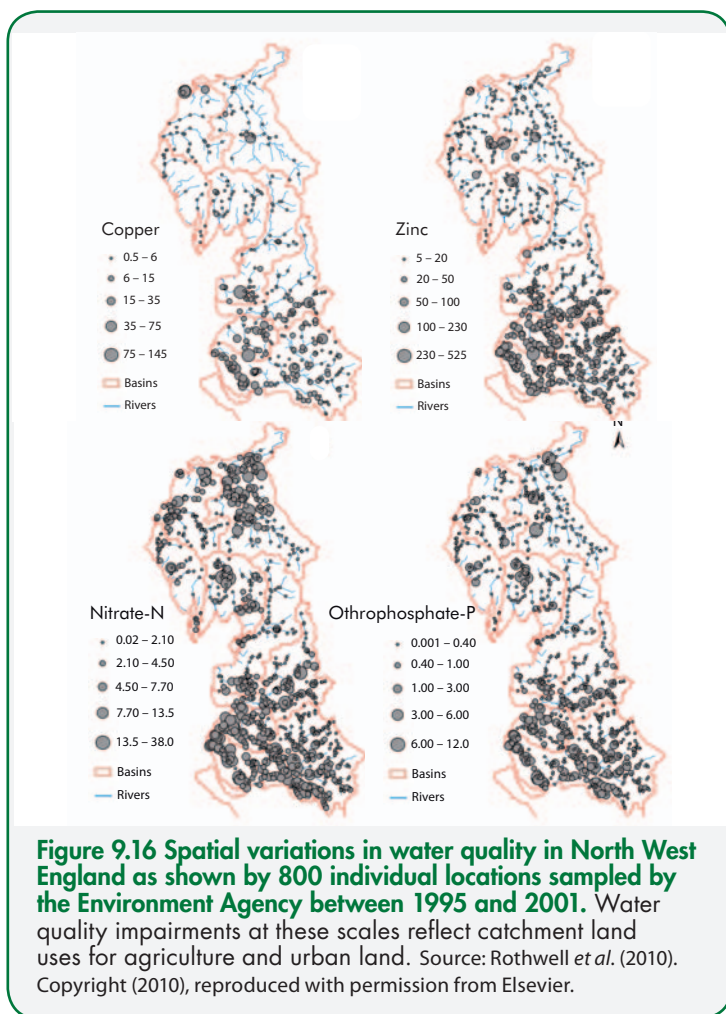 Copper
0.5 – 6
6 – 15
15 – 35
35 – 75
75 – 145
Basins
Rivers
Zinc
5 – 20
20 – 50
50 – 100
100 – 230
230 – 525
Basins
Rivers
N
Nitrate-N
0.02 – 2.10
2.10 – 4.50
4.50 – 7.70
7.70 – 13.5
13.5 – 38.0
Basins
Rivers
Othrophosphate-P
0.001 – 0.40
0.40 – 1.00
1.00 – 3.00
3.00 – 6.00
6.00 – 12.0
Basins
Rivers
Figure 9.16 Spatial variations in water quality in North West
England as shown by 800 individual locations sampled by
the Environment Agency between 1995 and 2001. Water
quality impairments at these scales reflect catchment land
uses for agriculture and urban land. Source: Rothwell et al. (2010).
Copyright (2010), reproduced with permission from Elsevier.